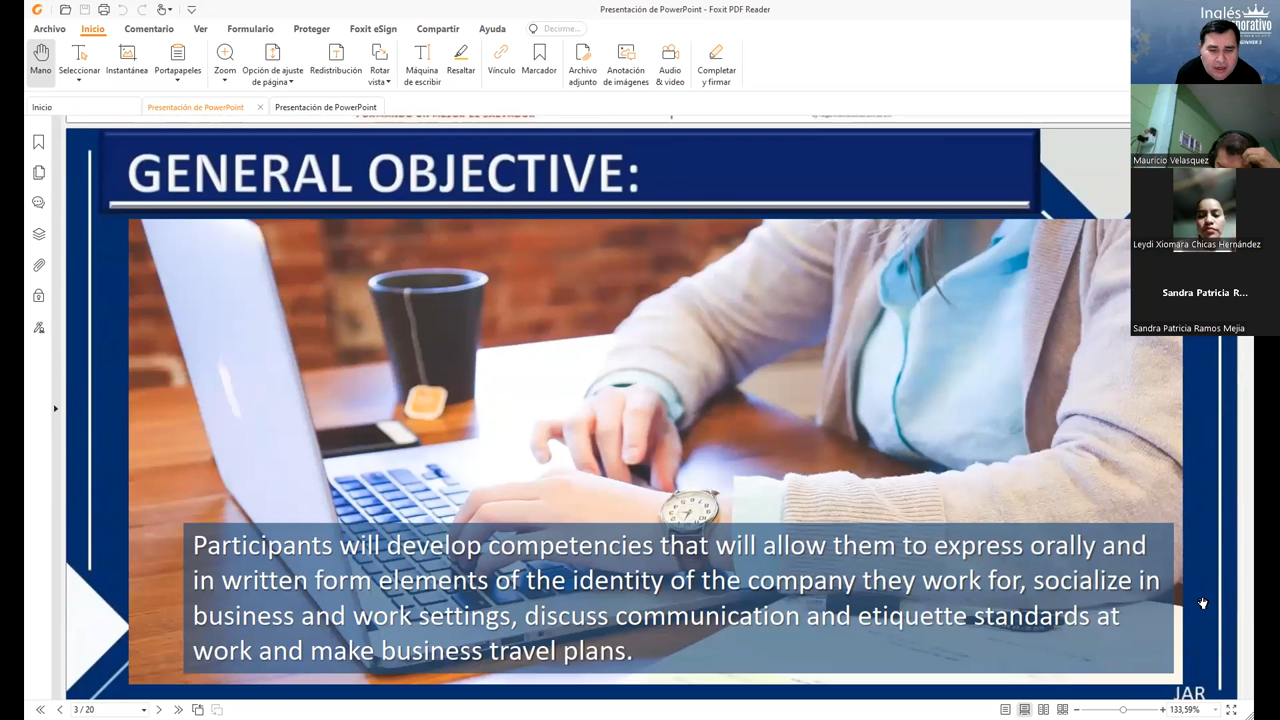 Presentación de PowerPoint - Foxit PDF Reader
Archivo Inicio Comentario Ver Formulario Proteger Foxit eSign Compartir Ayuda Decirme...
Mano Seleccionar Instantánea Portapapeles Zoom Opción de ajuste de página Redistribución Rotar vista Máquina de escribir Resaltar Vínculo Marcador Archivo adjunto Anotación de imágenes Audio & video Completar y firmar
Inicio Presentación de PowerPoint Presentación de PowerPoint
Inglés
Mauricio Velasquez
Leydi Xiomara Chicas Hernández
Sandra Patricia R...
Sandra Patricia Ramos Mejia
GENERAL OBJECTIVE:
Participants will develop competencies that will allow them to express orally and
in written form elements of the identity of the company they work for, socialize in
business and work settings, discuss communication and etiquette standards at
work and make business travel plans.
JAR
3 / 20
133,59%